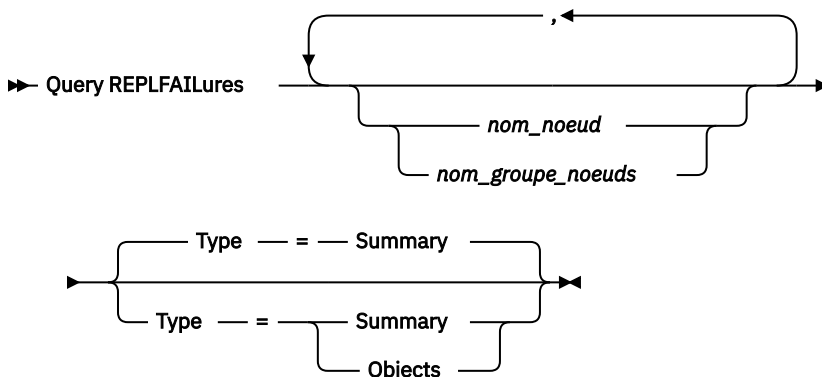 ,
Query REPLFAILures
nom_noeud
nom_groupe_noeuds
Type = Summary
Type = Summary
Objects